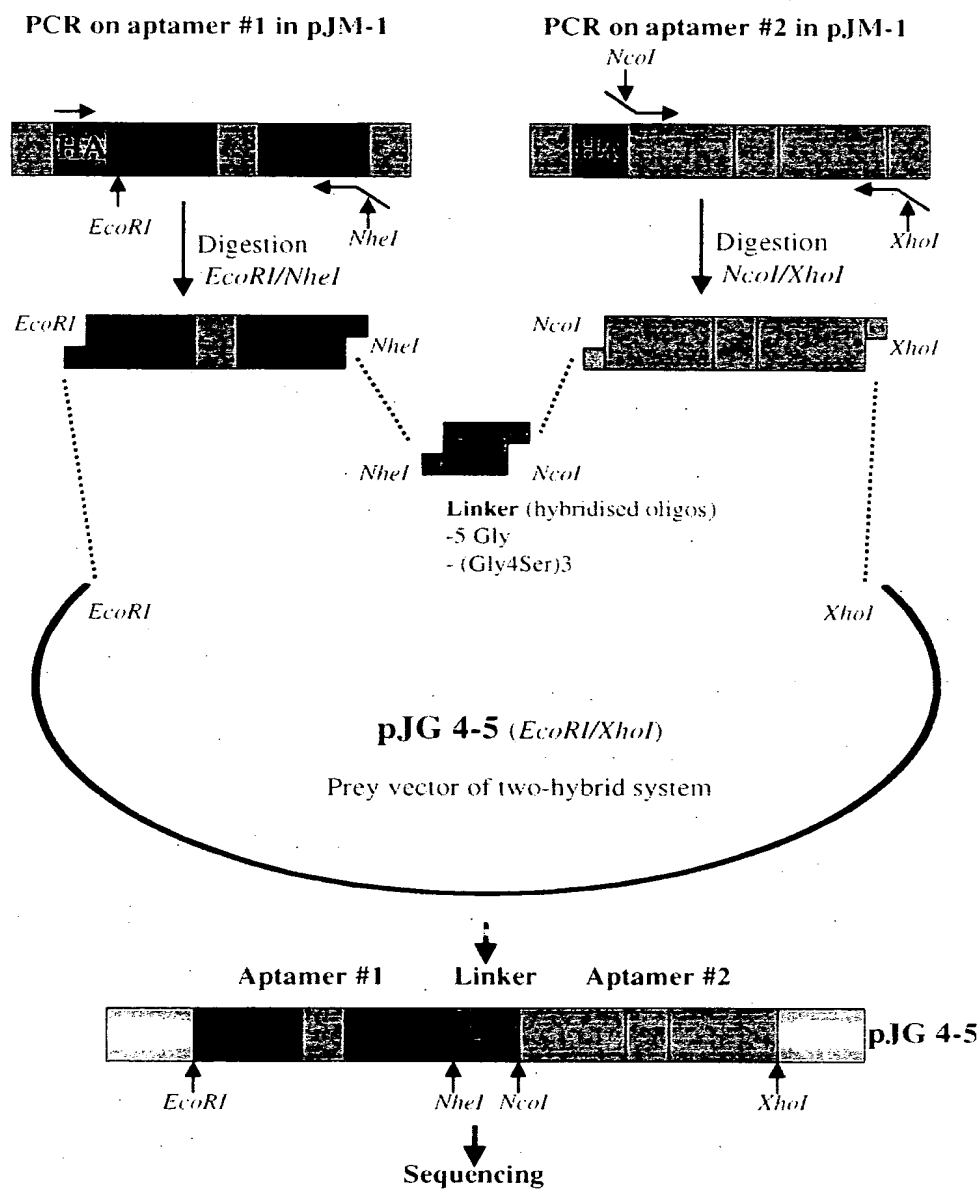 PCR on aptamer #1 in pJM-1
PCR on aptamer #2 in pJM-1
NcoI
HA
HA
EcoRI
NheI
XhoI
Digestion
EcoRI/NheI
Digestion
NcoI/XhoI
EcoRI
NheI
NcoI
XhoI
NheI
NcoI
Linker (hybridised oligos)
-5 Gly
- (Gly4Ser)3
EcoRI
XhoI
pJG 4-5 (EcoRI/XhoI)
Prey vector of two-hybrid system
Aptamer #1
Linker
Aptamer #2
pJG 4-5
EcoRI
NheI
NcoI
XhoI
Sequencing